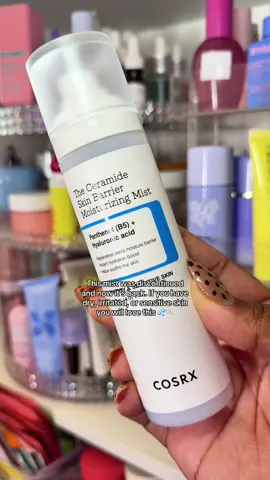 The Ceramide
Skin Barrier
Moisturizing Mist
Panthenol (B5) +
Hyaluronic acid
This mist was discontinued
and now it's back. If you have
dry, irritated, or sensitive skin
you will love this
COSRX